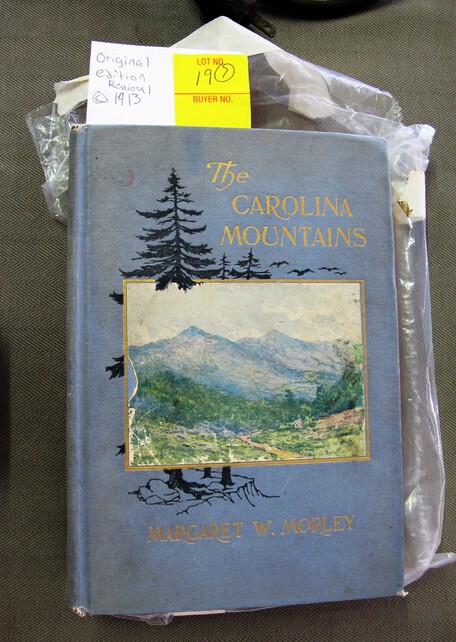 Original
edition
Regional
© 1913
LOT NO.
19
BUYER NO.
The
CAROLINA
MOUNTAINS
MARGARET W. MORLEY